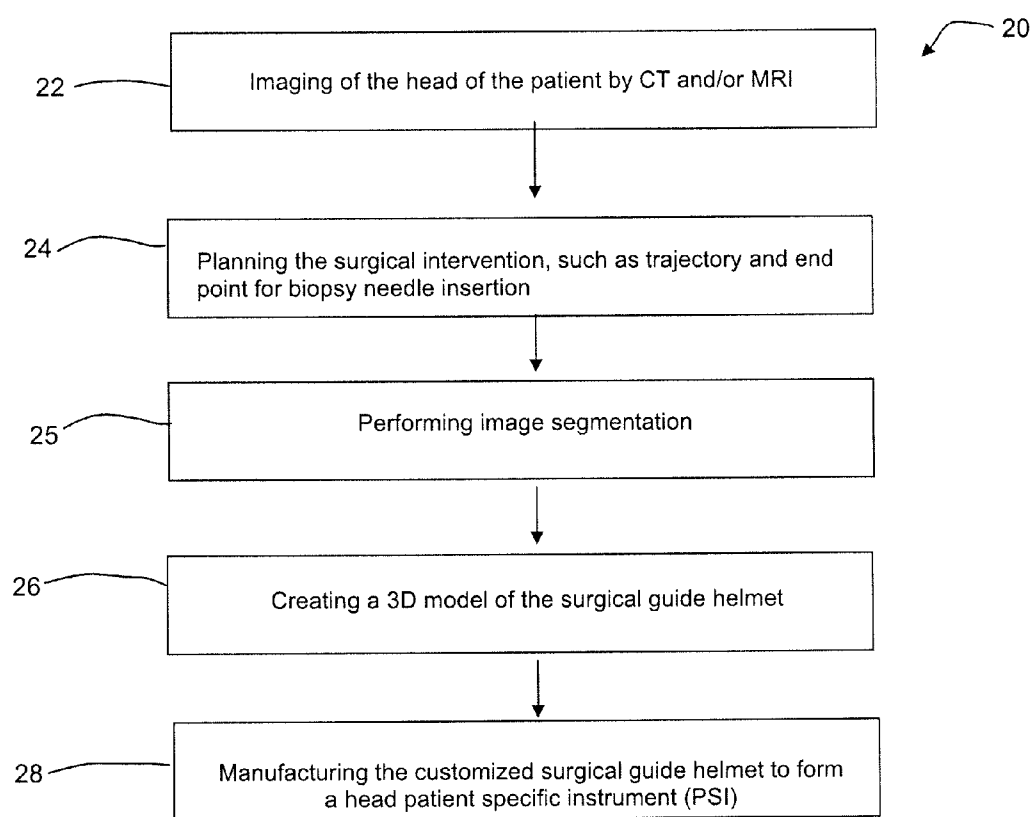 20
22
Imaging of the head of the patient by CT and/or MRI
24
Planning the surgical intervention, such as trajectory and end
point for biopsy needle insertion
25
Performing image segmentation
26
Creating a 3D model of the surgical guide helmet
28
Manufacturing the customized surgical guide helmet to form
a head patient specific instrument (PSI)